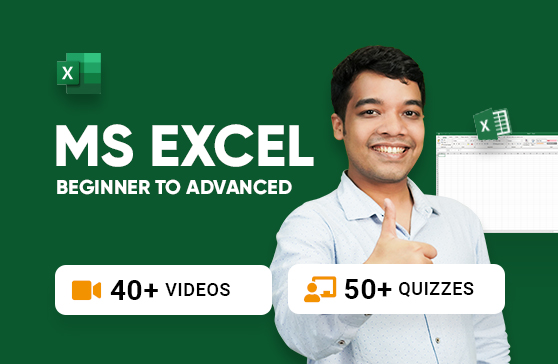 X
MS EXCEL
BEGINNER TO ADVANCED
X
40+ VIDEOS
50+ QUIZZES